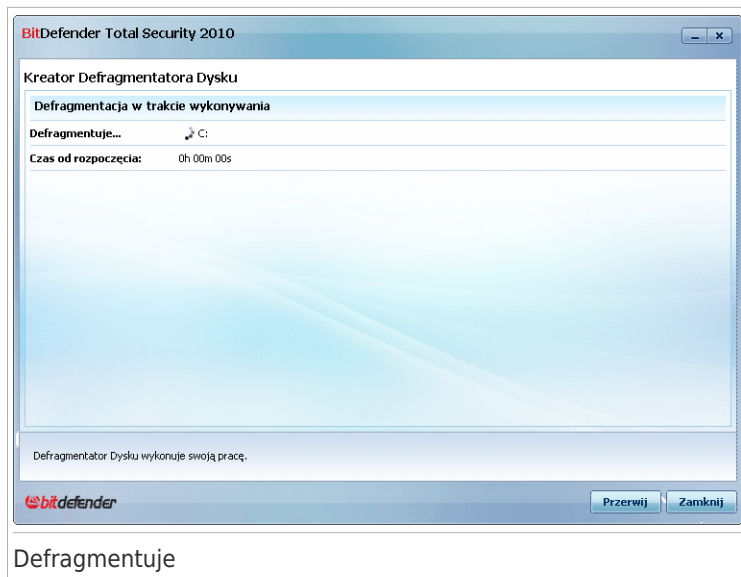 BitDefender Total Security 2010
Kreator Defragmentatora Dysku
Defragmentacja w trakcie wykonywania
Defragmentuje... C:
Czas od rozpoczęcia: 0h 00m 00s
Defragmentator Dysku wykonuje swoją pracę.
bitdefender
Przerwij Zamknij
Defragmentuje